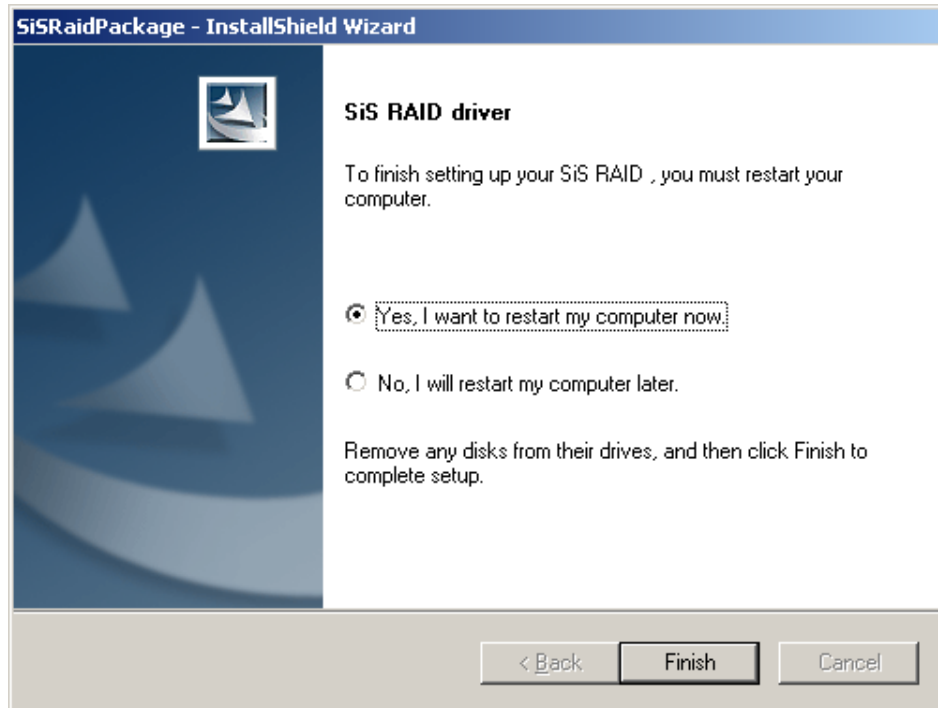 SiSRaidPackage - InstallShield Wizard
SiS RAID driver
To finish setting up your SiS RAID , you must restart your
computer.
Yes, I want to restart my computer now.
No, I will restart my computer later.
Remove any disks from their drives, and then click Finish to
complete setup.
< Back
Finish
Cancel